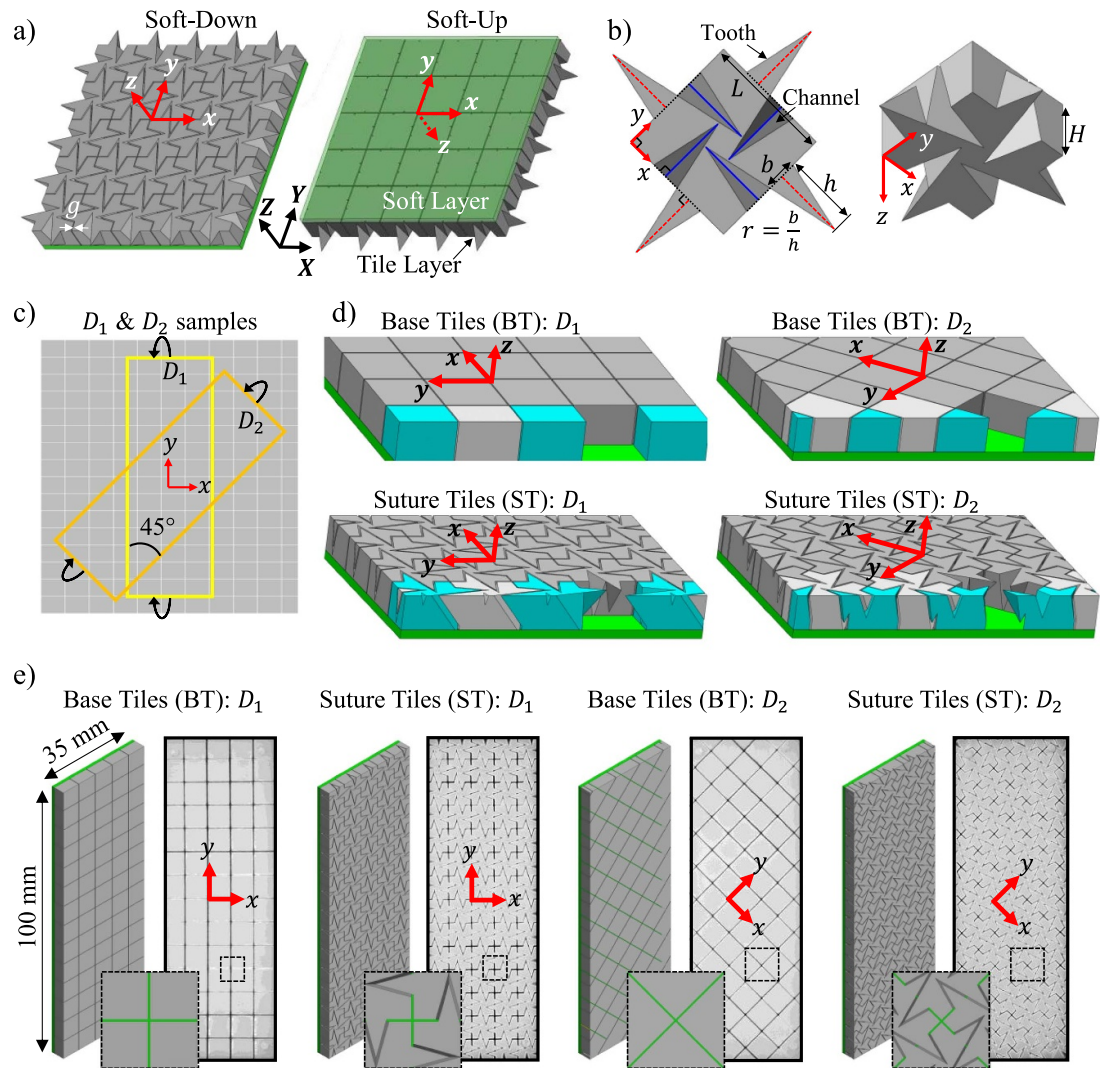 a)
Soft-Down
Soft-Up
z
y
x
g
y
x
z
Soft Layer
Z
Y
X
Tile Layer
b)
Tooth
L
Channel
y
x
b
h
r = b/h
H
y
x
z
c)
D₁ & D₂ samples
D₁
D₂
y
x
45°
d)
Base Tiles (BT): D₁
x
z
y
Base Tiles (BT): D₂
x
z
y
Suture Tiles (ST): D₁
x
z
y
Suture Tiles (ST): D₂
x
z
y
e)
Base Tiles (BT): D₁
Suture Tiles (ST): D₁
Base Tiles (BT): D₂
Suture Tiles (ST): D₂
35 mm
100 mm
y
x
y
x
y
x
y
x